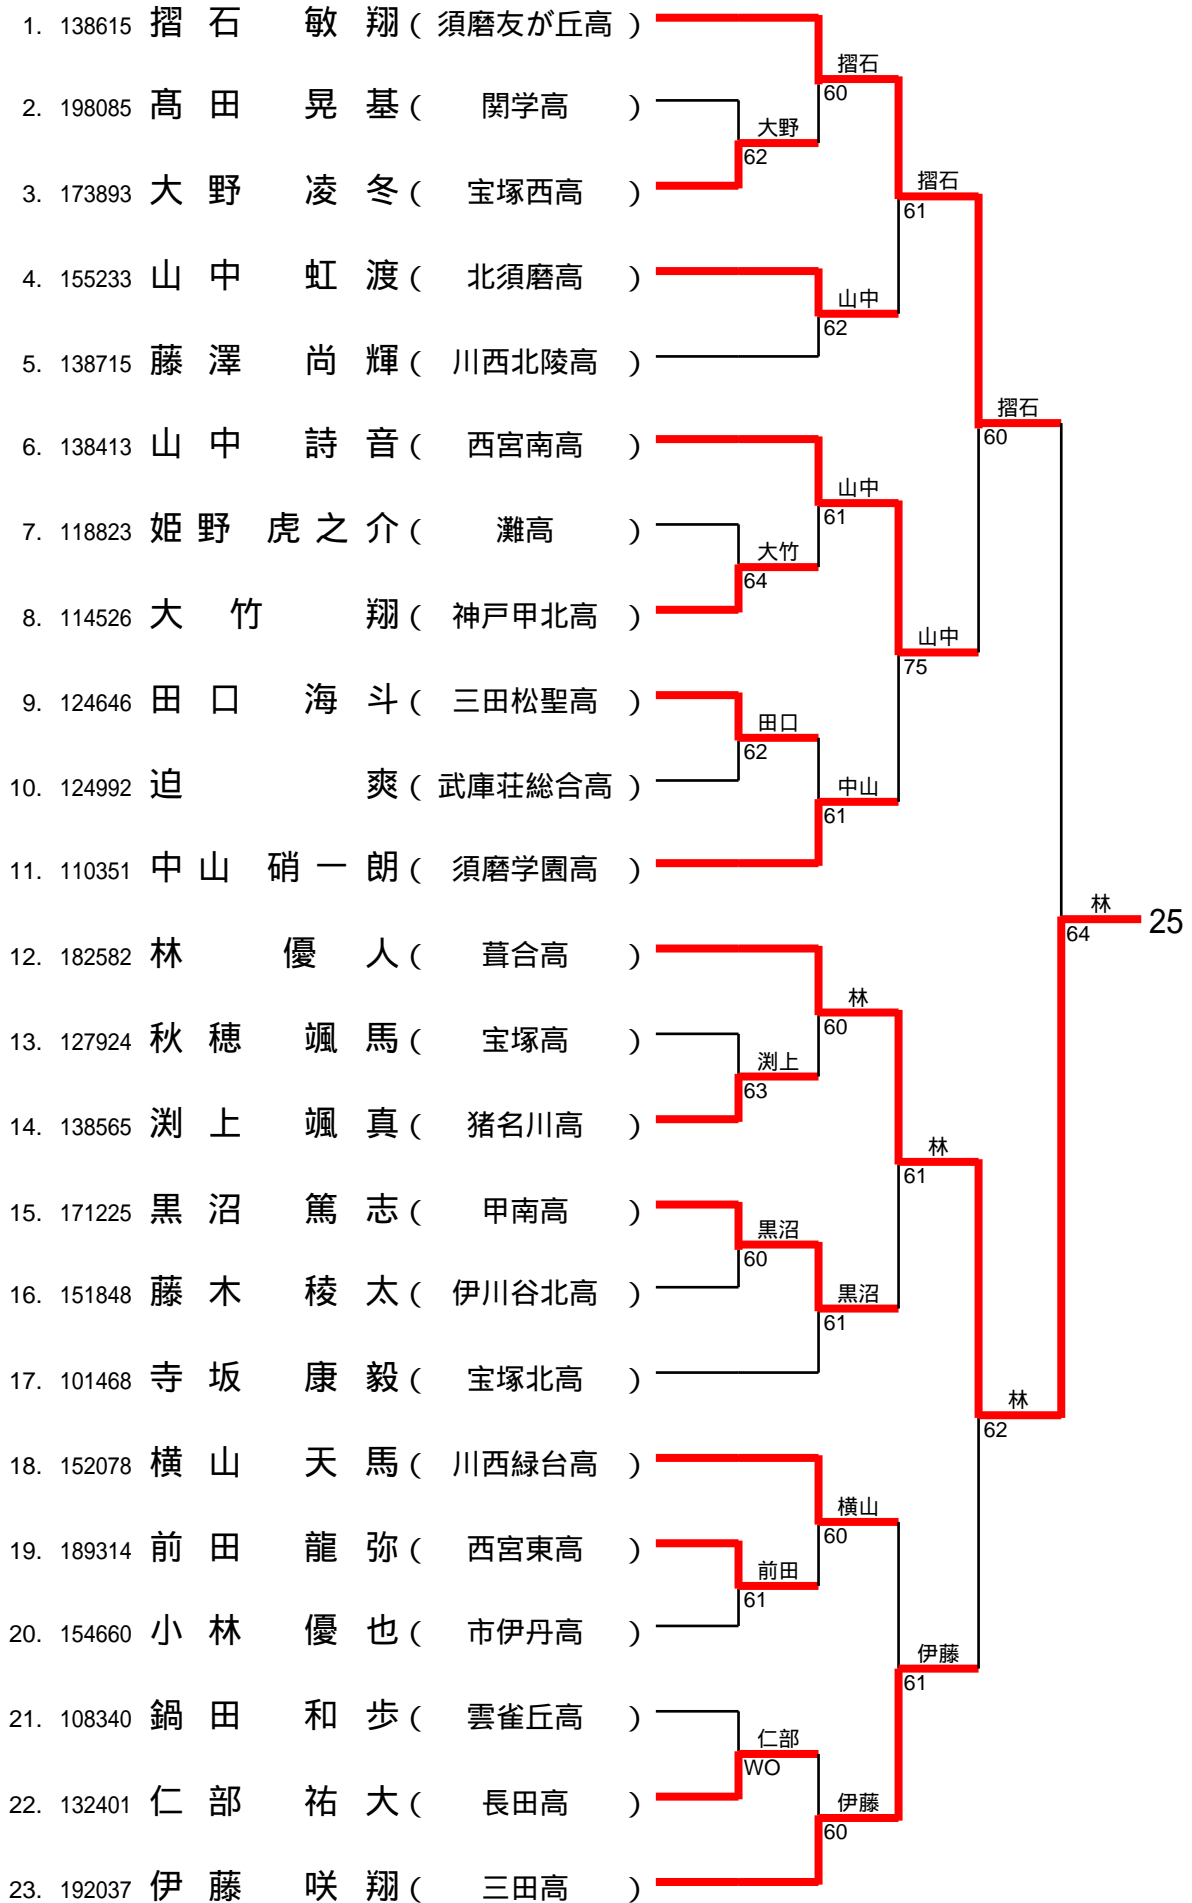 1. 138615 摺石 敏翔 ( 須磨友が丘高 )
摺石
60
2. 198085 髙田 晃基 ( 関学高 )
大野
62
3. 173893 大野 凌冬 ( 宝塚西高 )
摺石
61
4. 155233 山中 虹渡 ( 北須磨高 )
山中
62
5. 138715 藤澤 尚輝 ( 川西北陵高 )
摺石
60
6. 138413 山中 詩音 ( 西宮南高 )
山中
61
7. 118823 姫野 虎之介 ( 灘高 )
大竹
64
8. 114526 大竹 翔 ( 神戸甲北高 )
山中
75
9. 124646 田口 海斗 ( 三田松聖高 )
田口
62
10. 124992 迫 爽 ( 武庫荘総合高 )
中山
61
11. 110351 中山 硝一朗 ( 須磨学園高 )
林
64
25
12. 182582 林 優人 ( 葺合高 )
林
60
13. 127924 秋穂 颯馬 ( 宝塚高 )
渕上
63
14. 138565 渕上 颯真 ( 猪名川高 )
林
61
15. 171225 黒沼 篤志 ( 甲南高 )
黒沼
60
16. 151848 藤木 稜太 ( 伊川谷北高 )
黒沼
61
17. 101468 寺坂 康毅 ( 宝塚北高 )
林
62
18. 152078 横山 天馬 ( 川西緑台高 )
横山
60
19. 189314 前田 龍弥 ( 西宮東高 )
前田
61
20. 154660 小林 優也 ( 市伊丹高 )
伊藤
61
21. 108340 鍋田 和歩 ( 雲雀丘高 )
仁部
WO
22. 132401 仁部 祐大 ( 長田高 )
伊藤
60
23. 192037 伊藤 咲翔 ( 三田高 )